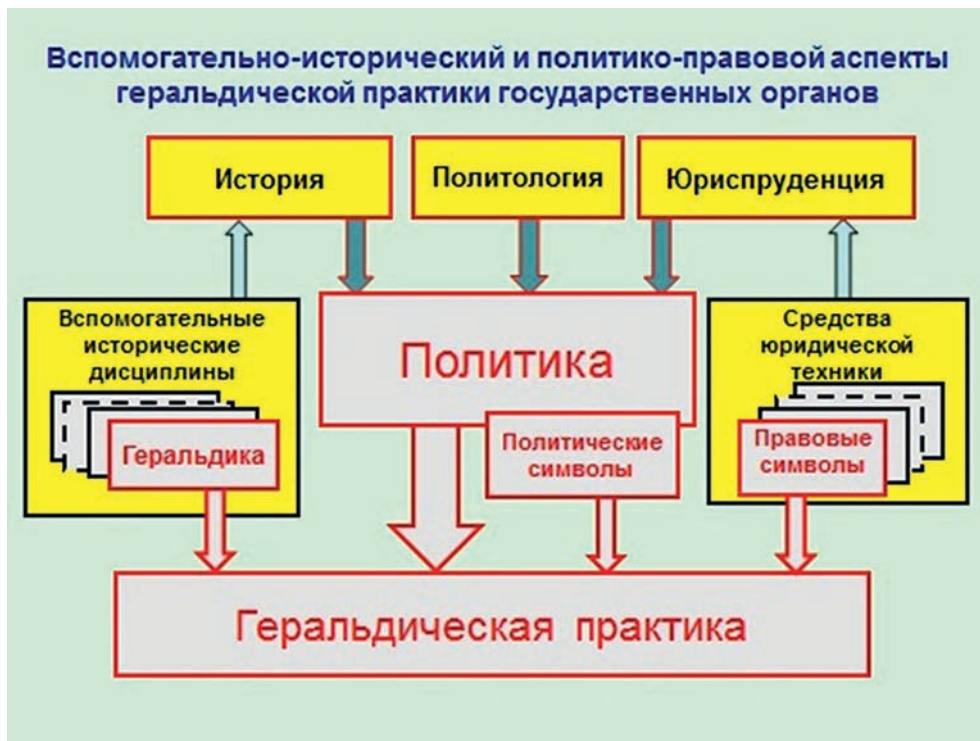 Вспомогательно-исторический и политико-правовой аспекты
геральдической практики государственных органов
История
Политология
Юриспруденция
Вспомогательные
исторические
дисциплины
Геральдика
Политика
Политические
символы
Средства
юридической
техники
Правовые
символы
Геральдическая практика